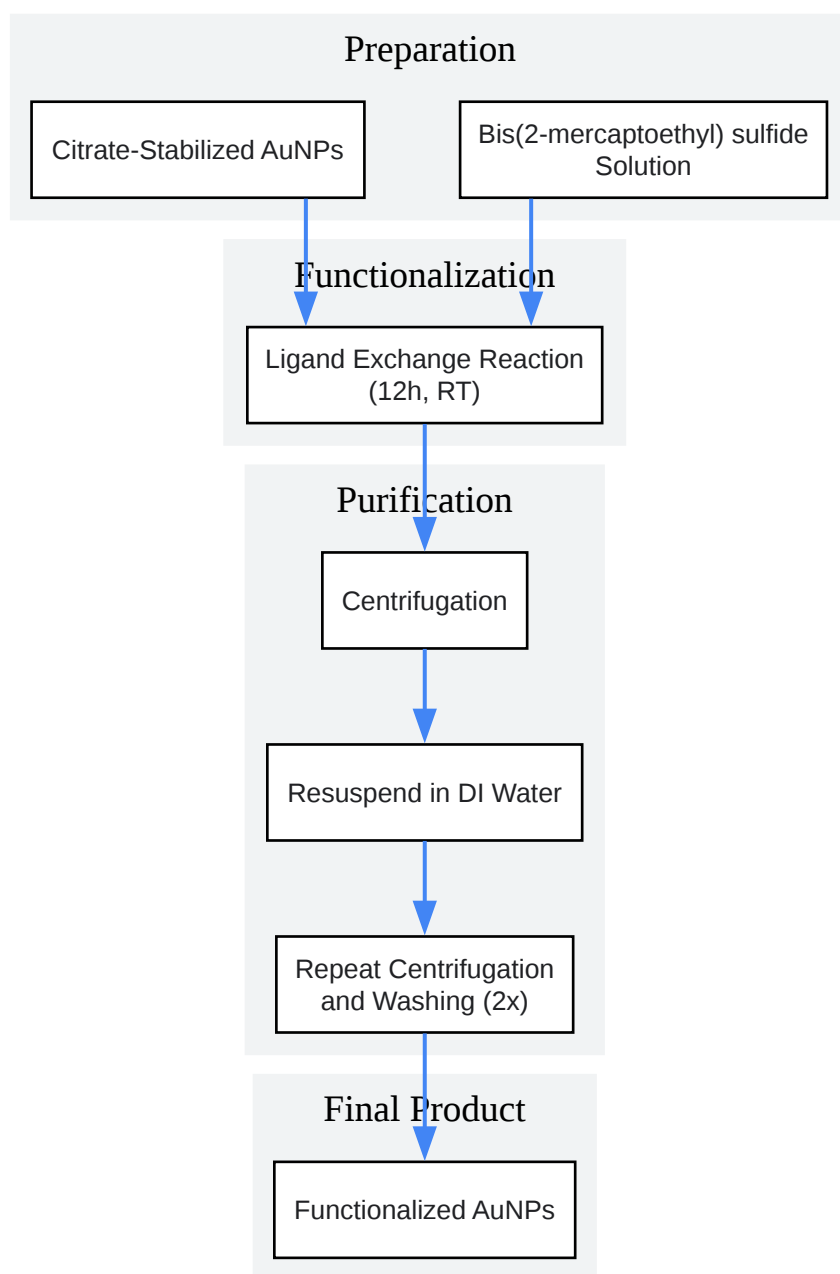 Preparation
Citrate-Stabilized AuNPs
Bis(2-mercaptoethyl) sulfide
Solution
Functionalization
Ligand Exchange Reaction
(12h, RT)
Purification
Centrifugation
Resuspend in DI Water
Repeat Centrifugation
and Washing (2x)
Final Product
Functionalized AuNPs